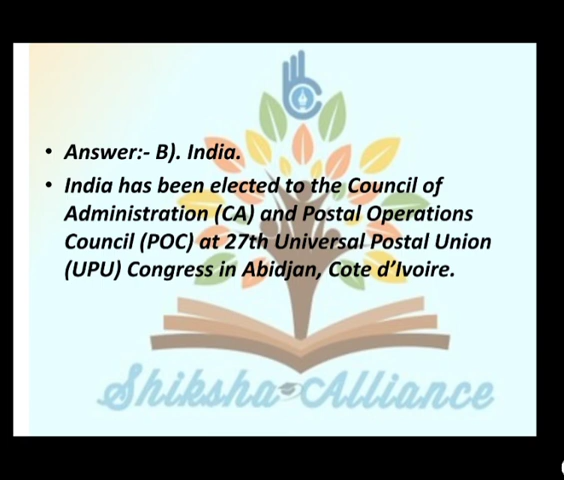 • Answer:- B). India.
• India has been elected to the Council of
Administration (CA) and Postal Operations
Council (POC) at 27th Universal Postal Union
(UPU) Congress in Abidjan, Cote d’Ivoire.
Shiksha Alliance